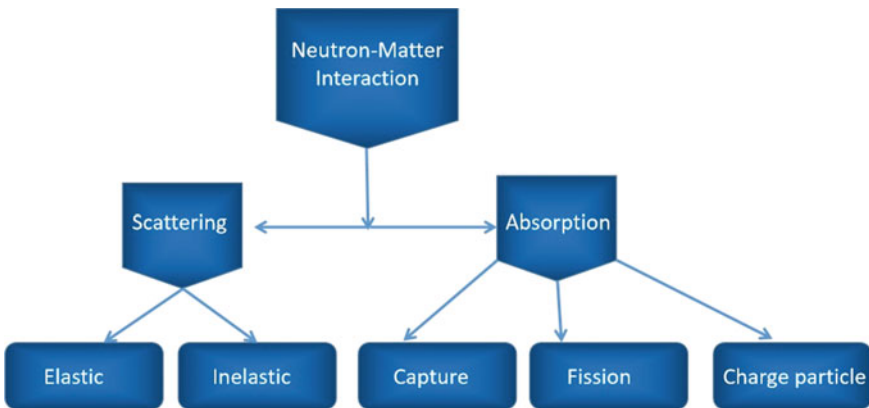 Neutron-Matter
Interaction
Scattering
Absorption
Elastic
Inelastic
Capture
Fission
Charge particle